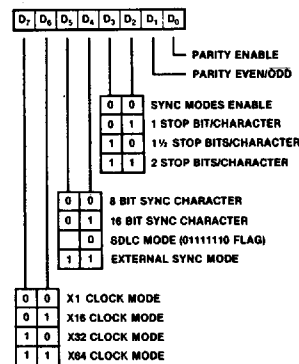 D7 D6 D5 D4 D3 D2 D1 D0
PARITY ENABLE
PARITY EVEN/ODD
0 0 SYNC MODES ENABLE
0 1 1 STOP BIT/CHARACTER
1 0 1½ STOP BITS/CHARACTER
1 1 2 STOP BITS/CHARACTER
0 0 8 BIT SYNC CHARACTER
0 1 16 BIT SYNC CHARACTER
0 SDLC MODE (01111110 FLAG)
1 1 EXTERNAL SYNC MODE
0 0 X1 CLOCK MODE
0 1 X16 CLOCK MODE
1 0 X32 CLOCK MODE
1 1 X64 CLOCK MODE